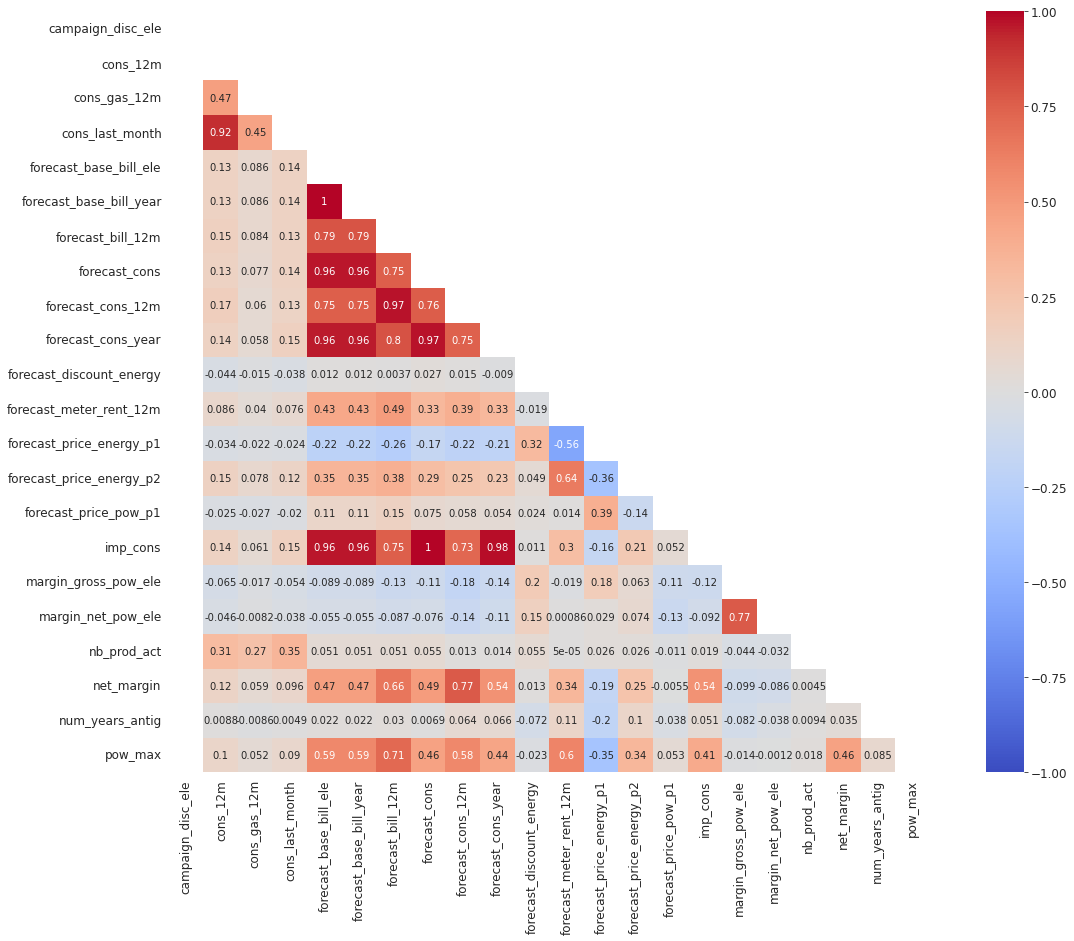 campaign_disc_ele
cons_12m
cons_gas_12m 0.47
cons_last_month 0.92 0.45
forecast_base_bill_ele 0.13 0.086 0.14
forecast_base_bill_year 0.13 0.086 0.14 1
forecast_bill_12m 0.15 0.084 0.13 0.79 0.79
forecast_cons 0.13 0.077 0.14 0.96 0.96 0.75
forecast_cons_12m 0.17 0.06 0.13 0.75 0.75 0.97 0.76
forecast_cons_year 0.14 0.058 0.15 0.96 0.96 0.8 0.97 0.75
forecast_discount_energy -0.044 -0.015 -0.038 0.012 0.012 0.0037 0.027 0.015 -0.009
forecast_meter_rent_12m 0.086 0.04 0.076 0.43 0.43 0.49 0.33 0.39 0.33 -0.019
forecast_price_energy_p1 -0.034 -0.022 -0.024 -0.22 -0.22 -0.26 -0.17 -0.22 -0.21 0.32 -0.56
forecast_price_energy_p2 0.15 0.078 0.12 0.35 0.35 0.38 0.29 0.25 0.23 0.049 0.64 -0.36
forecast_price_pow_p1 -0.025 -0.027 -0.02 0.11 0.11 0.15 0.075 0.058 0.054 0.024 0.014 0.39 -0.14
imp_cons 0.14 0.061 0.15 0.96 0.96 0.75 1 0.73 0.98 0.011 0.3 -0.16 0.21 0.052
margin_gross_pow_ele -0.065 -0.017 -0.054 -0.089 -0.089 -0.13 -0.11 -0.18 -0.14 0.2 -0.019 0.18 0.063 -0.11 -0.12
margin_net_pow_ele -0.046 -0.0082 -0.038 -0.055 -0.055 -0.087 -0.076 -0.14 -0.11 0.15 0.00086 0.029 0.074 -0.13 -0.092 0.77
nb_prod_act 0.31 0.27 0.35 0.051 0.051 0.051 0.055 0.013 0.014 0.055 5e-05 0.026 0.026 -0.011 0.019 -0.044 -0.032
net_margin 0.12 0.059 0.096 0.47 0.47 0.66 0.49 0.77 0.54 0.013 0.34 -0.19 0.25 -0.0055 0.54 -0.099 -0.086 0.0045
num_years_antig 0.0088 -0.0086 0.0049 0.022 0.022 0.03 0.0069 0.064 0.066 -0.072 0.11 -0.2 0.1 -0.038 0.051 -0.082 -0.038 0.0094 0.035
pow_max 0.1 0.052 0.09 0.59 0.59 0.71 0.46 0.58 0.44 -0.023 0.6 -0.35 0.34 0.053 0.41 -0.014 -0.0012 0.018 0.46 0.085
campaign_disc_ele
cons_12m
cons_gas_12m
cons_last_month
forecast_base_bill_ele
forecast_base_bill_year
forecast_bill_12m
forecast_cons
forecast_cons_12m
forecast_cons_year
forecast_discount_energy
forecast_meter_rent_12m
forecast_price_energy_p1
forecast_price_energy_p2
forecast_price_pow_p1
imp_cons
margin_gross_pow_ele
margin_net_pow_ele
nb_prod_act
net_margin
num_years_antig
pow_max
1.00
0.75
0.50
0.25
0.00
−0.25
−0.50
−0.75
−1.00